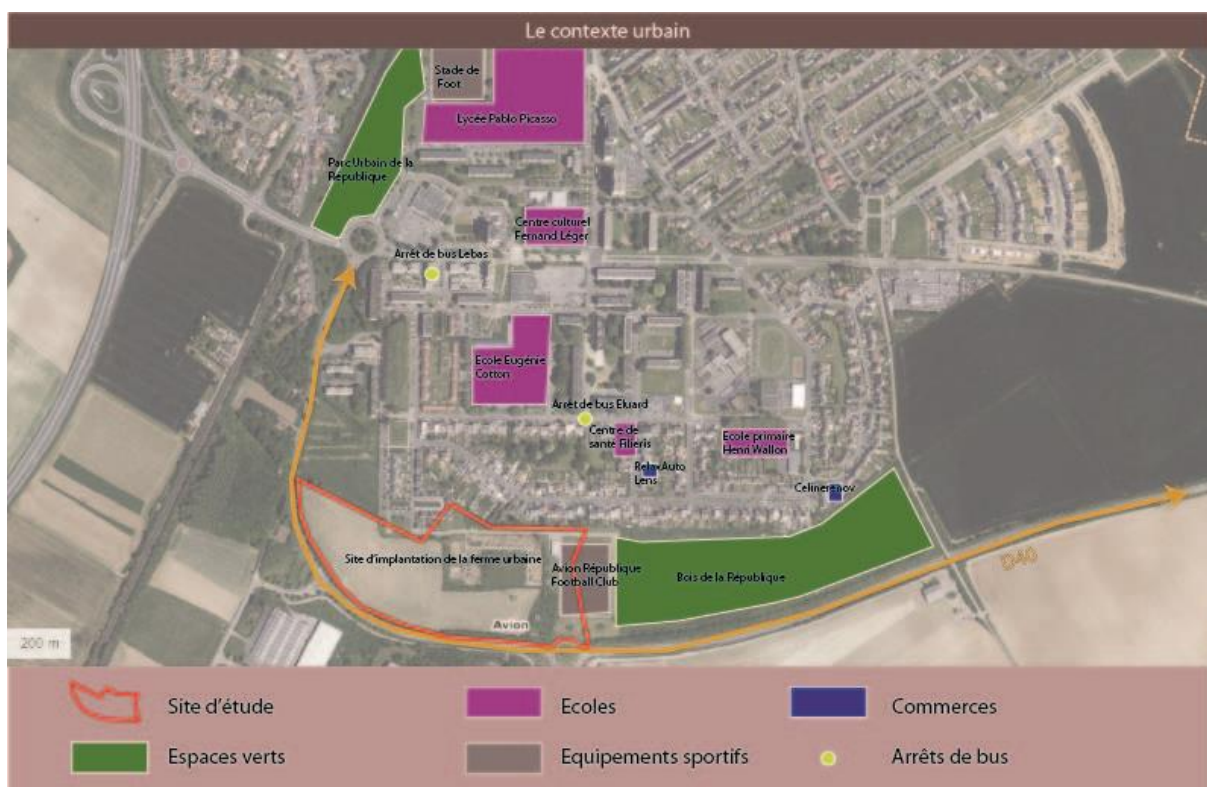 Le contexte urbain
Stade de
Foot
Lycée Pablo Picasso
Parc Urbain de la
République
Centre culturel
Fernand Léger
Arrêt de bus Lebas
Ecole Eugénie
Cotton
Arrêt de bus Eluard
Centre de
santé Filieris
Ecole primaire
Henri Wallon
RelaxAuto
Lens
Celinerenov
Site d'implantation de la ferme urbaine
Avion République
Football Club
Bois de la République
D40
Avion
200 m
Site d'étude
Ecoles
Commerces
Espaces verts
Equipements sportifs
Arrêts de bus